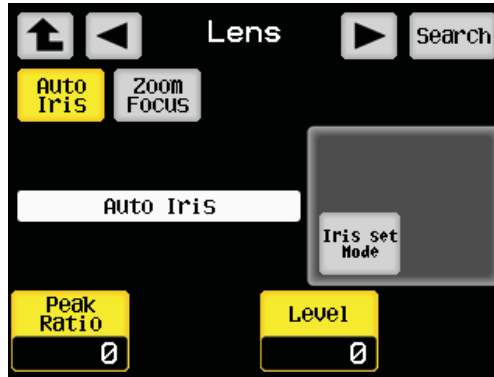 Lens
Search
Auto
Iris
Zoom
Focus
Auto Iris
Iris set
Mode
Peak
Ratio
0
Level
0